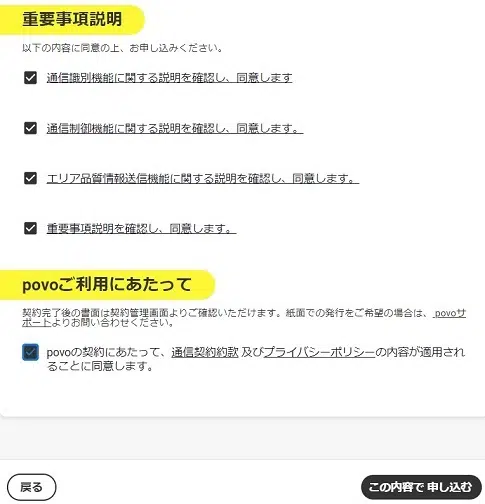 重要事項説明
以下の内容に同意の上、お申し込みください。
通信識別機能に関する説明を確認し、同意します
通信制御機能に関する説明を確認し、同意します。
エリア品質情報送信機能に関する説明を確認し、同意します。
重要事項説明を確認し、同意します。
povoご利用にあたって
契約完了後の書面は契約管理画面よりご確認いただけます。紙面での発行をご希望の場合は、povoサ
ポートよりお問い合わせください。
povoの契約にあたって、通信契約約款 及びプライバシーポリシーの内容が適用され
ることに同意します。
戻る
この内容で 申し込む